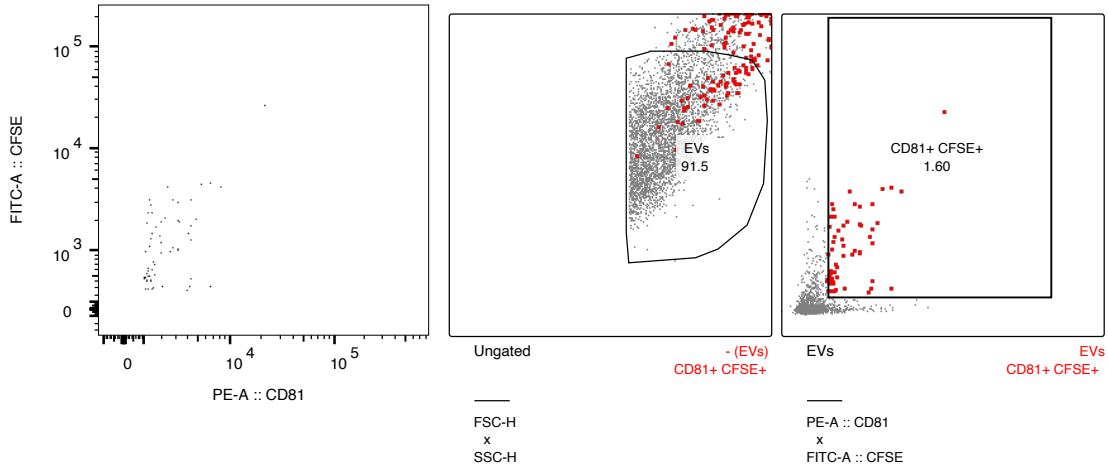 FITC-A :: CFSE
10^5
10^4
10^3
0
0
10^4
10^5
PE-A :: CD81
EVs
91.5
Ungated
- (EVs)
CD81+ CFSE+
FSC-H
x
SSC-H
CD81+ CFSE+
1.60
EVs
EVs
CD81+ CFSE+
PE-A :: CD81
x
FITC-A :: CFSE